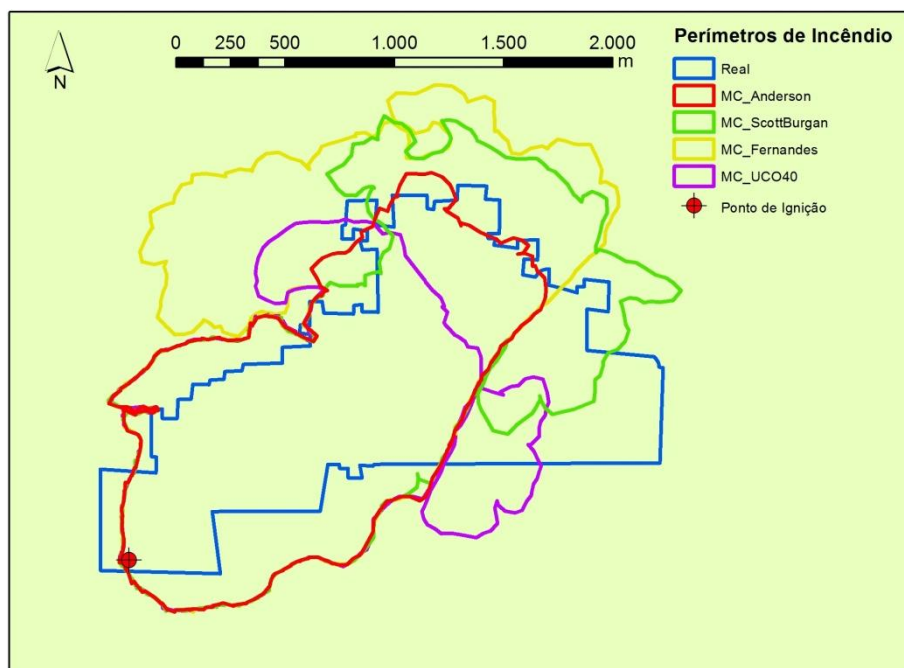 0 250 500 1.000 1.500 2.000
m
N
Perímetros de Incêndio
Real
MC_Anderson
MC_ScottBurgan
MC_Fernandes
MC_UCO40
Ponto de Ignição